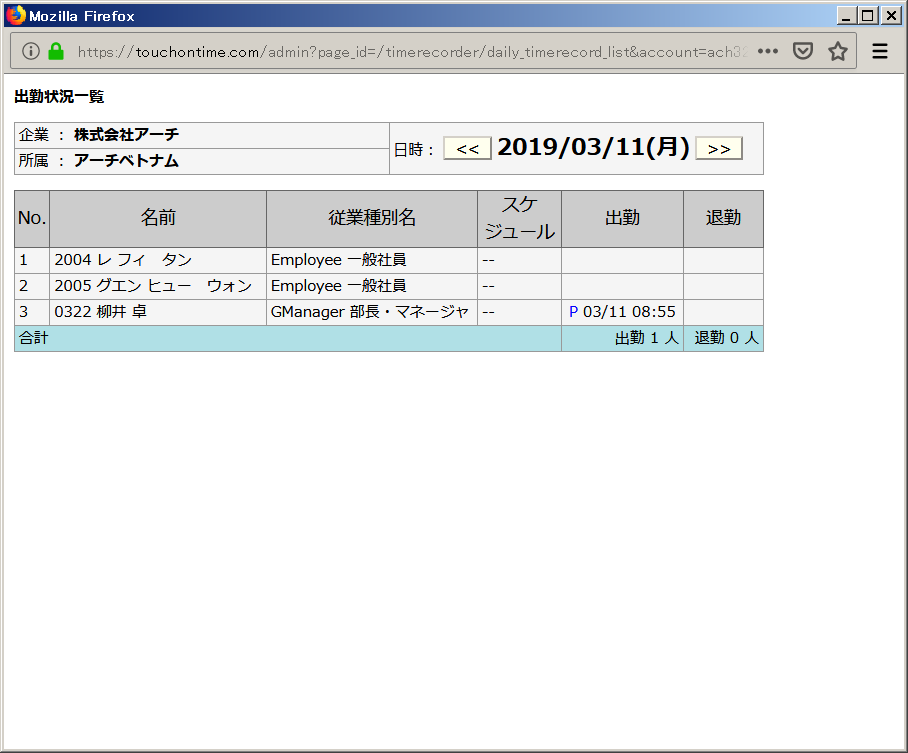 Mozilla Firefox
https://touchontime.com/admin?page_id=/timerecorder/daily_timerecord_list&account=ach32
出勤状況一覧
企業 ： 株式会社アーチ
所属 ： アーチベトナム
日時： << 2019/03/11(月) >>
No. 名前 従業種別名 スケ
ジュール 出勤 退勤
1 2004 レ フィ　タン Employee 一般社員 --
2 2005 グエン ヒュー　ウォン Employee 一般社員 --
3 0322 柳井 卓 GManager 部長・マネージャ -- P 03/11 08:55
合計 出勤 1 人 退勤 0 人